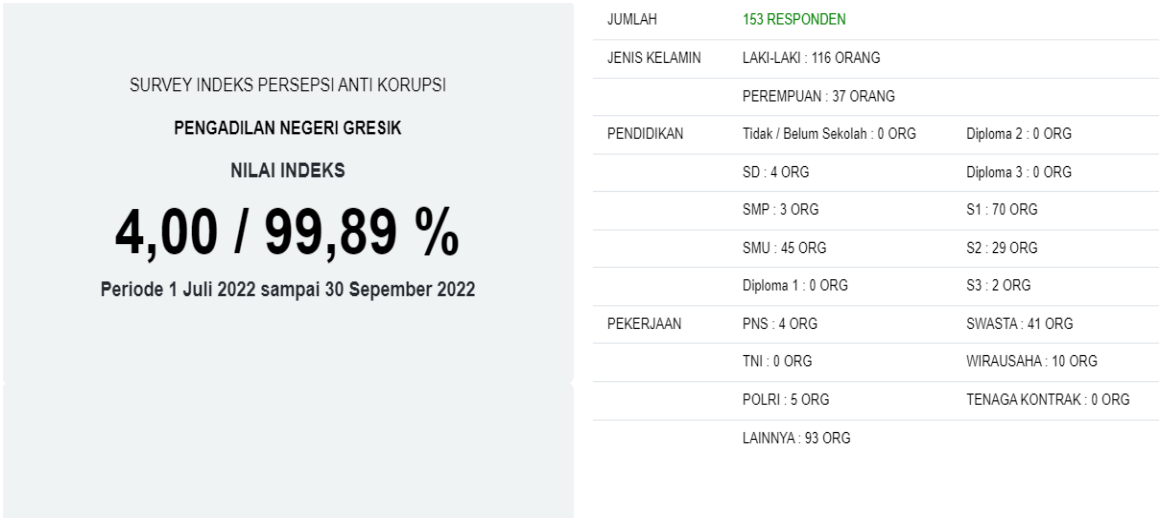 SURVEY INDEKS PERSEPSI ANTI KORUPSI
PENGADILAN NEGERI GRESIK
NILAI INDEKS
4,00 / 99,89 %
Periode 1 Juli 2022 sampai 30 Sepember 2022
JUMLAH 153 RESPONDEN
JENIS KELAMIN LAKI-LAKI : 116 ORANG
PEREMPUAN : 37 ORANG
PENDIDIKAN Tidak / Belum Sekolah : 0 ORG Diploma 2 : 0 ORG
SD : 4 ORG Diploma 3 : 0 ORG
SMP : 3 ORG S1 : 70 ORG
SMU : 45 ORG S2 : 29 ORG
Diploma 1 : 0 ORG S3 : 2 ORG
PEKERJAAN PNS : 4 ORG SWASTA : 41 ORG
TNI : 0 ORG WIRAUSAHA : 10 ORG
POLRI : 5 ORG TENAGA KONTRAK : 0 ORG
LAINNYA : 93 ORG